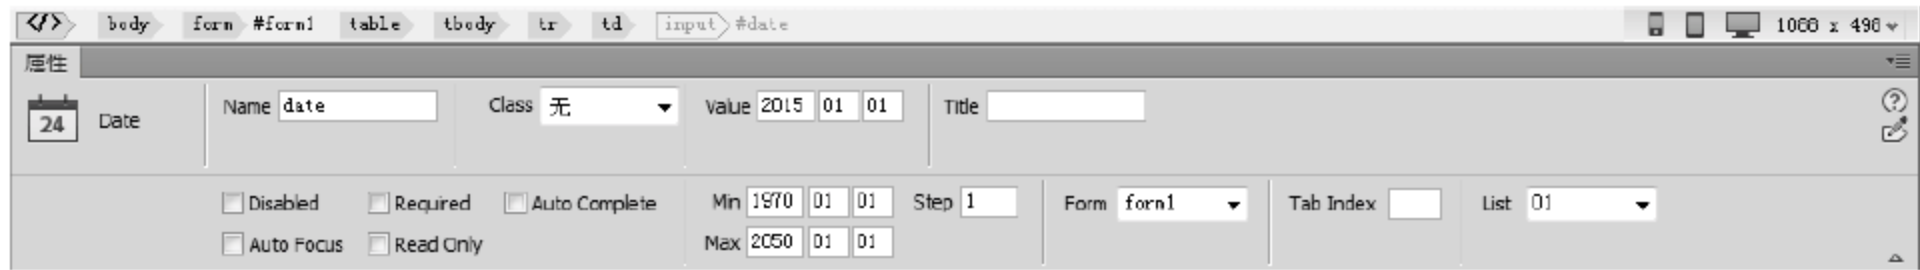 </> body form #form1 table tbody tr td input #date 1088 x 498
属性
24 Date Name date Class 无 Value 2015 01 01 Title
Disabled Required Auto Complete Min 1970 01 01 Step 1 Form form1 Tab Index List 01
Auto Focus Read Only Max 2050 01 01